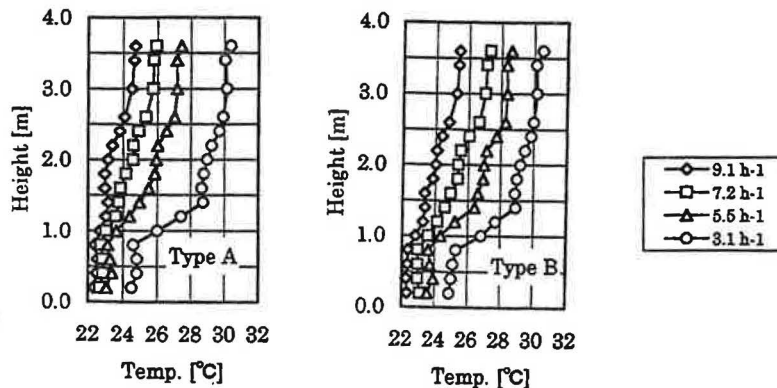 Height [m]
4.0
3.0
2.0
1.0
0.0
Type A
22 24 26 28 30 32
Temp. [°C]
Height [m]
4.0
3.0
2.0
1.0
0.0
Type B
22 24 26 28 30 32
Temp. [°C]
9.1 h-1
7.2 h-1
5.5 h-1
3.1 h-1